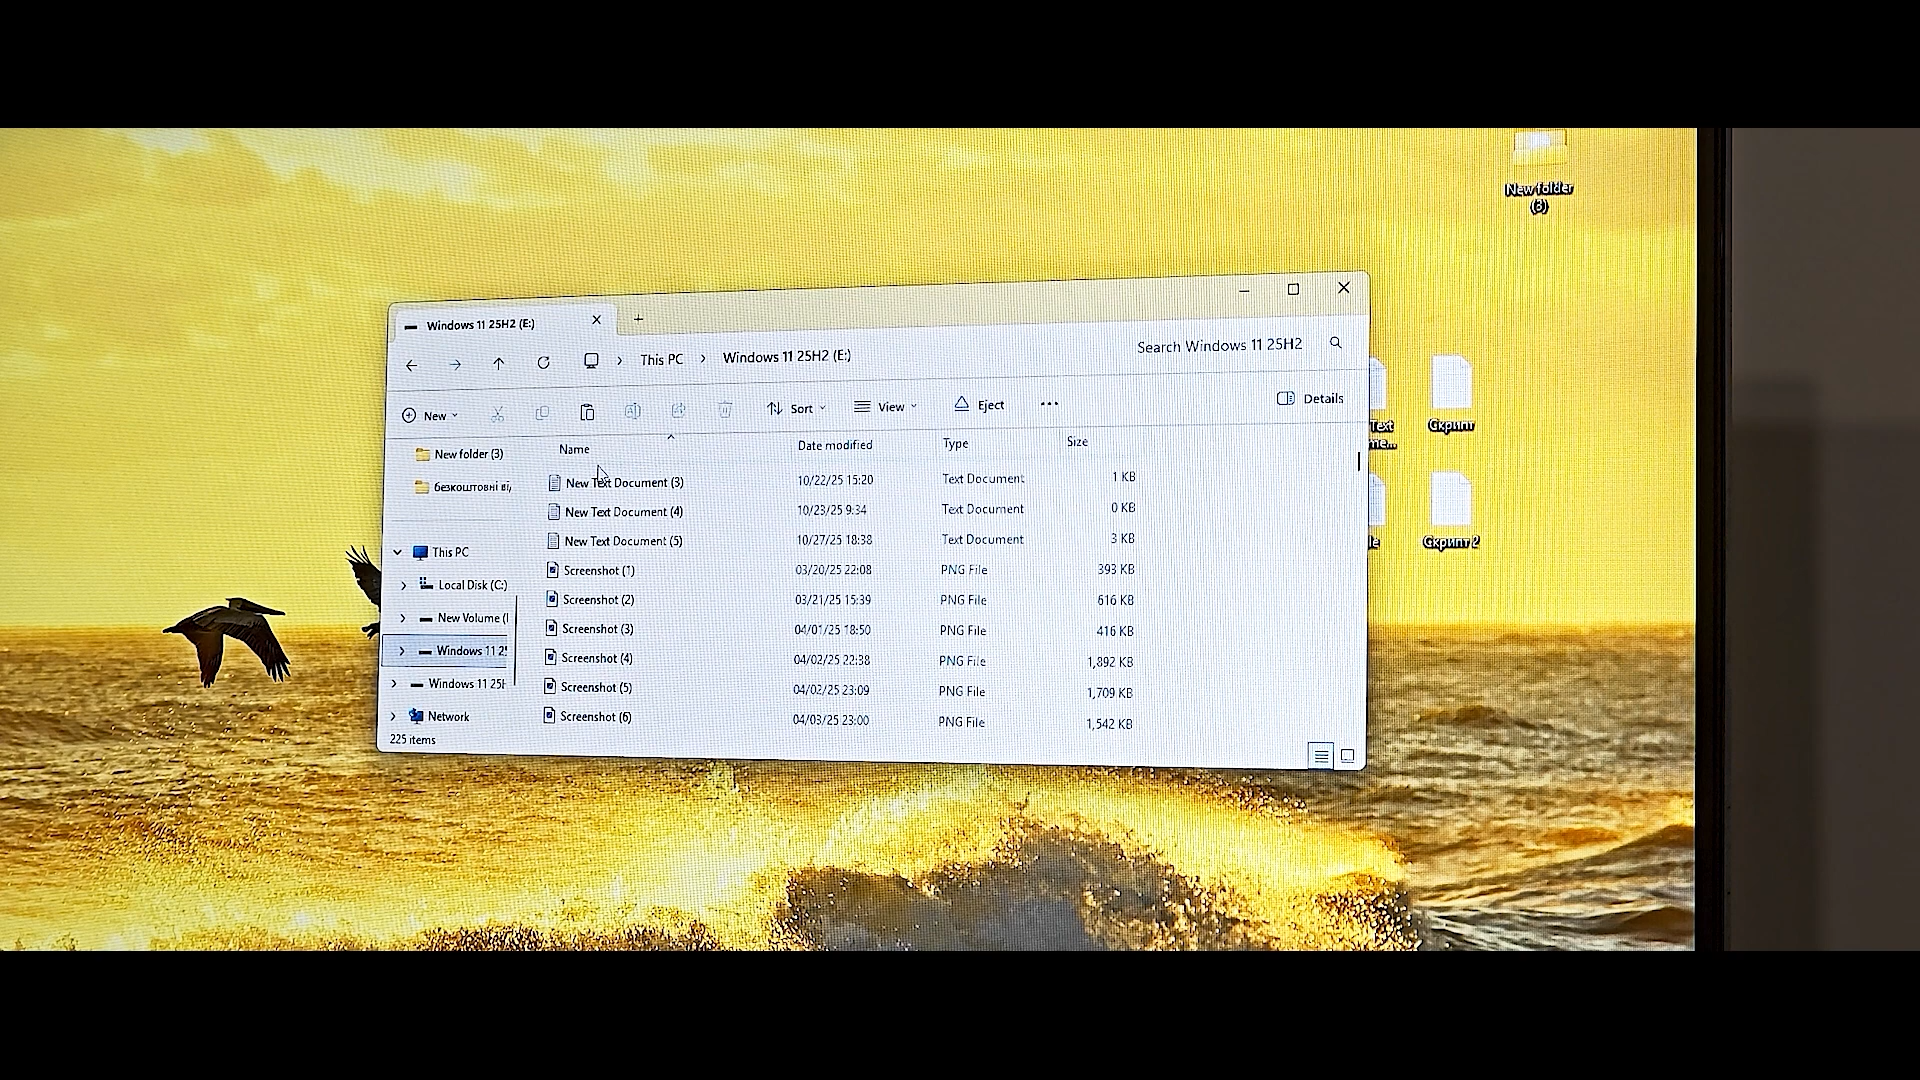 New folder
(3)
Windows 11 25H2 (E:)
This PC
Windows 11 25H2 (E:)
Search Windows 11 25H2
New
Sort
View
Eject
Details
Name
Date modified
Type
Size
New folder (3)
безкоштовні ві
New Text Document (3)
10/22/25 15:20
Text Document
1 KB
New Text Document (4)
10/23/25 9:34
Text Document
0 KB
New Text Document (5)
10/27/25 18:38
Text Document
3 KB
Screenshot (1)
03/20/25 22:08
PNG File
393 KB
Screenshot (2)
03/21/25 15:39
PNG File
616 KB
Screenshot (3)
04/01/25 18:50
PNG File
416 KB
Screenshot (4)
04/02/25 22:38
PNG File
1,892 KB
Screenshot (5)
04/02/25 23:09
PNG File
1,709 KB
Screenshot (6)
04/03/25 23:00
PNG File
1,542 KB
This PC
Local Disk (C:)
New Volume (
Windows 11 2
Windows 11 25
Network
225 items
Text
me...
Скрипт
le
Скрипт 2